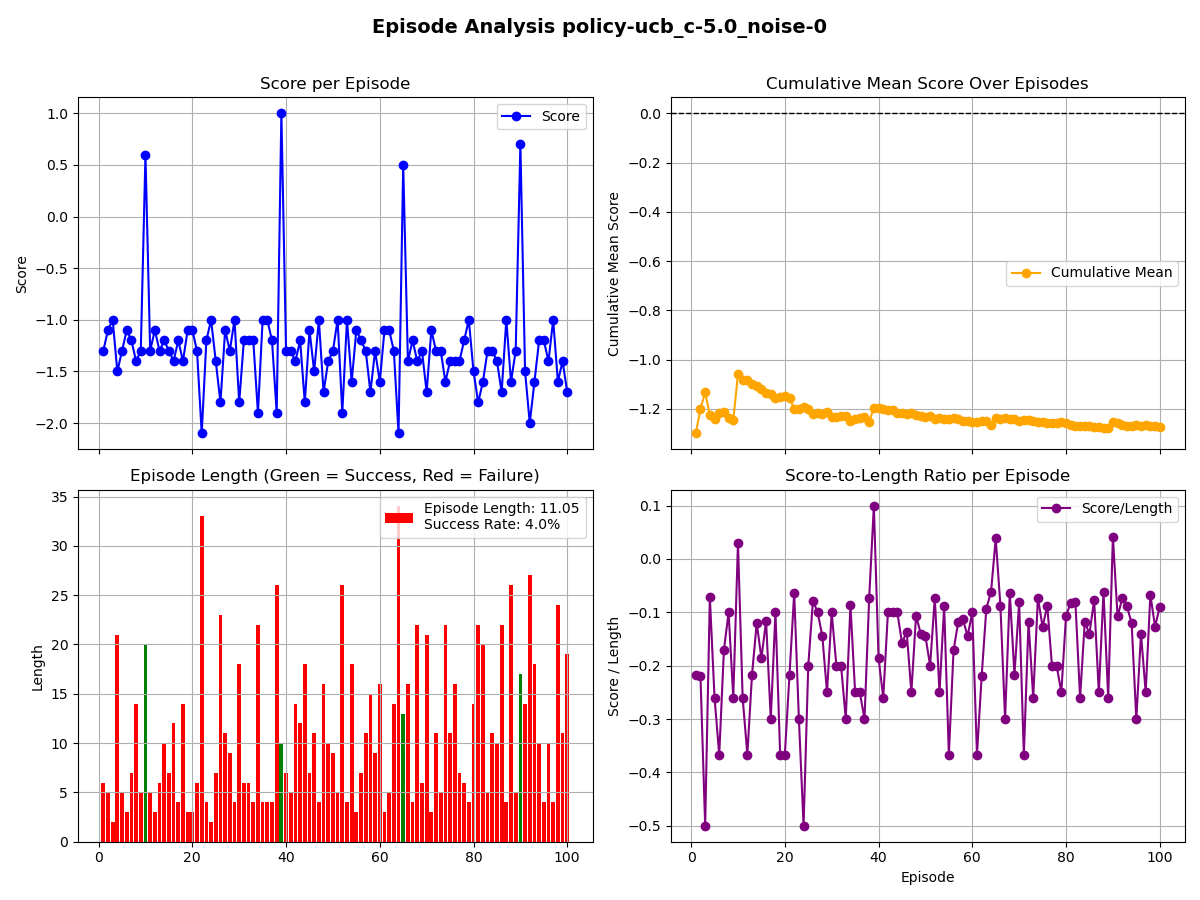 Episode Analysis policy-ucb_c-5.0_noise-0
Score per Episode
Score
1.0
0.5
0.0
−0.5
−1.0
−1.5
−2.0
Score
Cumulative Mean Score Over Episodes
Cumulative Mean
0.0
−0.2
−0.4
−0.6
−0.8
−1.0
−1.2
Cumulative Mean Score
Episode Length (Green = Success, Red = Failure)
Episode Length: 11.05
Success Rate: 4.0%
35
30
25
20
15
10
5
0
Length
0 20 40 60 80 100
Score-to-Length Ratio per Episode
Score/Length
0.1
0.0
−0.1
−0.2
−0.3
−0.4
−0.5
Score / Length
0 20 40 60 80 100
Episode